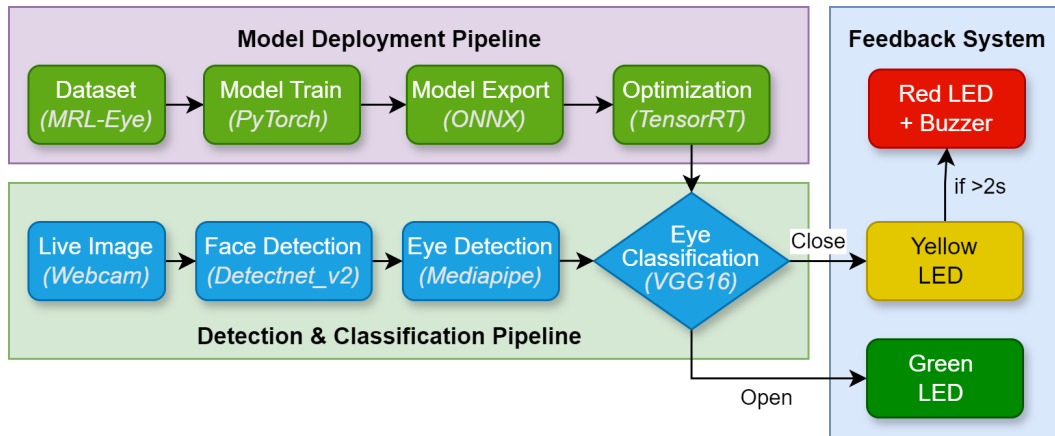 Model Deployment Pipeline
Dataset
(MRL-Eye)
Model Train
(PyTorch)
Model Export
(ONNX)
Optimization
(TensorRT)
Live Image
(Webcam)
Face Detection
(Detectnet_v2)
Eye Detection
(Mediapipe)
Eye
Classification
(VGG16)
Detection & Classification Pipeline
Close
Open
Feedback System
Red LED
+ Buzzer
if >2s
Yellow
LED
Green
LED